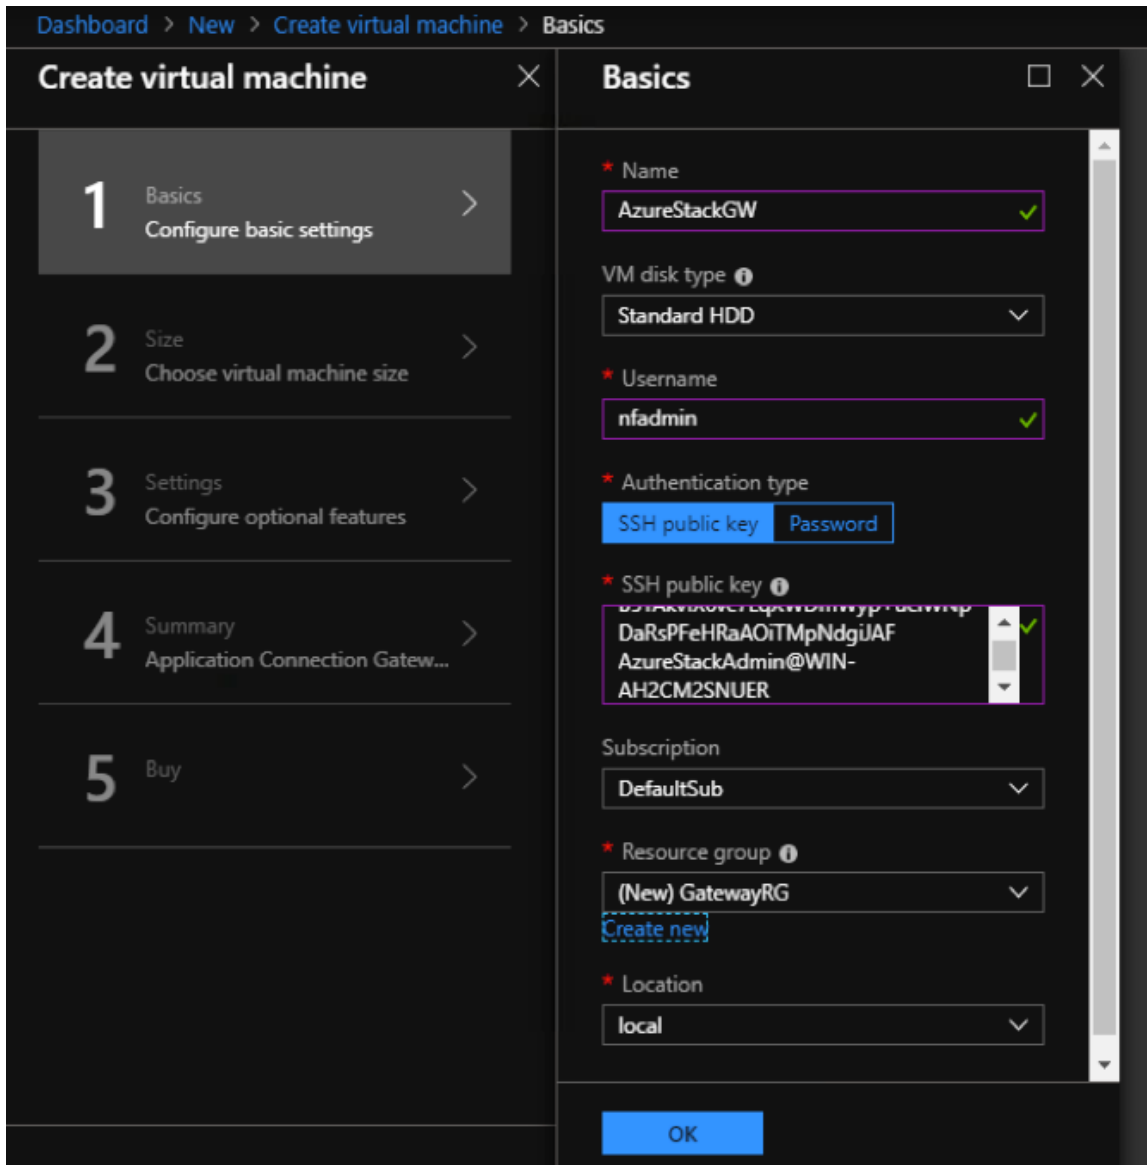 Dashboard > New > Create virtual machine > Basics
Create virtual machine
1
Basics
Configure basic settings
2
Size
Choose virtual machine size
3
Settings
Configure optional features
4
Summary
Application Connection Gatew...
5
Buy
Basics
* Name
AzureStackGW
VM disk type
Standard HDD
* Username
nfadmin
* Authentication type
SSH public key Password
* SSH public key
DaRsPFeHRaAOiTMpNdgiJAF
AzureStackAdmin@WIN-
AH2CM2SNUER
Subscription
DefaultSub
* Resource group
(New) GatewayRG
Create new
* Location
local
OK